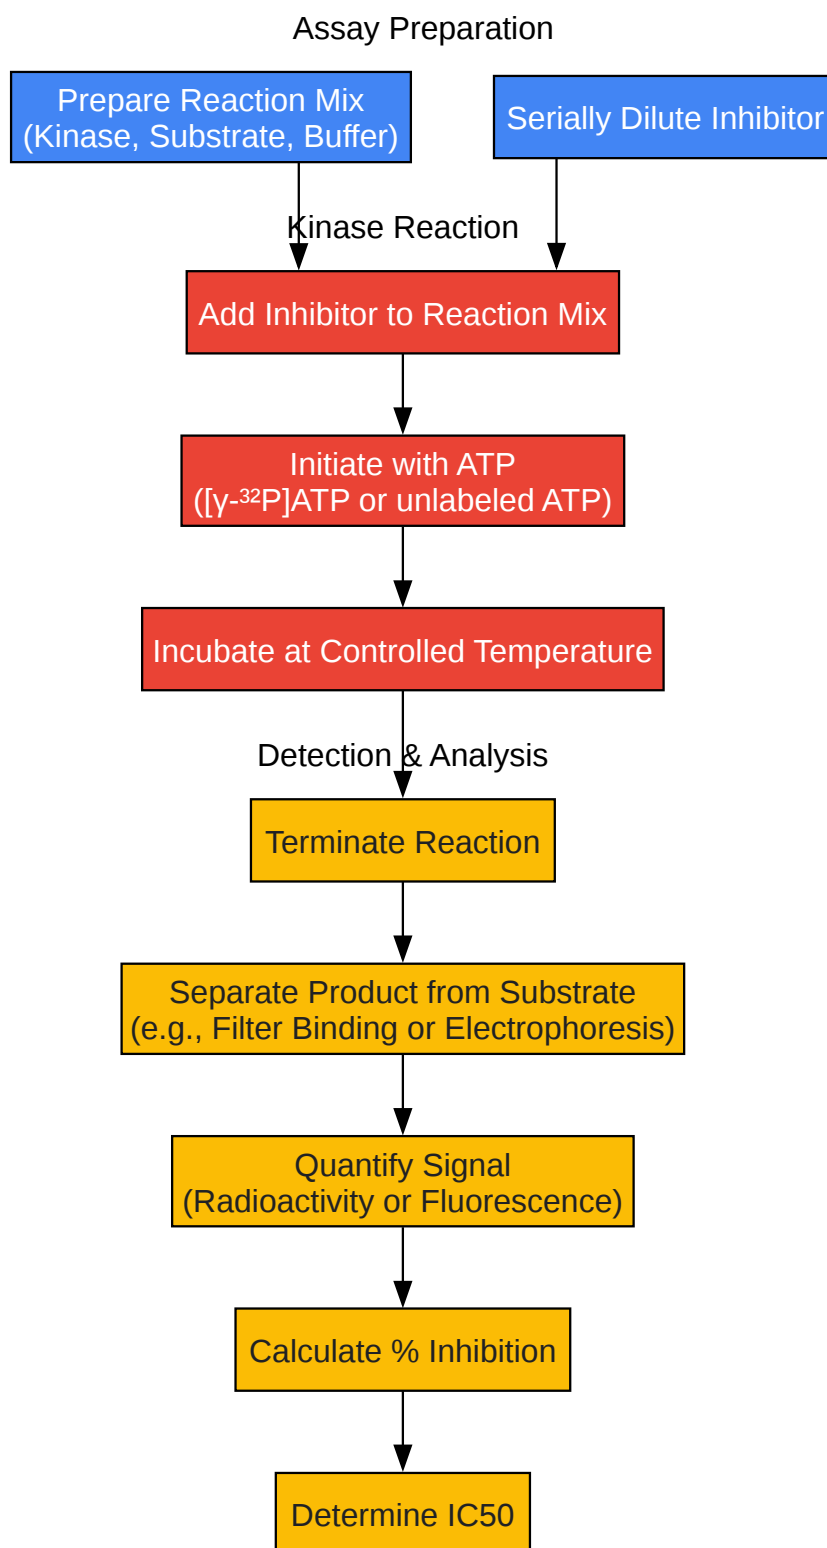 Assay Preparation
Prepare Reaction Mix
(Kinase, Substrate, Buffer)
Serially Dilute Inhibitor
Kinase Reaction
Add Inhibitor to Reaction Mix
Initiate with ATP
([γ-³²P]ATP or unlabeled ATP)
Incubate at Controlled Temperature
Detection & Analysis
Terminate Reaction
Separate Product from Substrate
(e.g., Filter Binding or Electrophoresis)
Quantify Signal
(Radioactivity or Fluorescence)
Calculate % Inhibition
Determine IC50